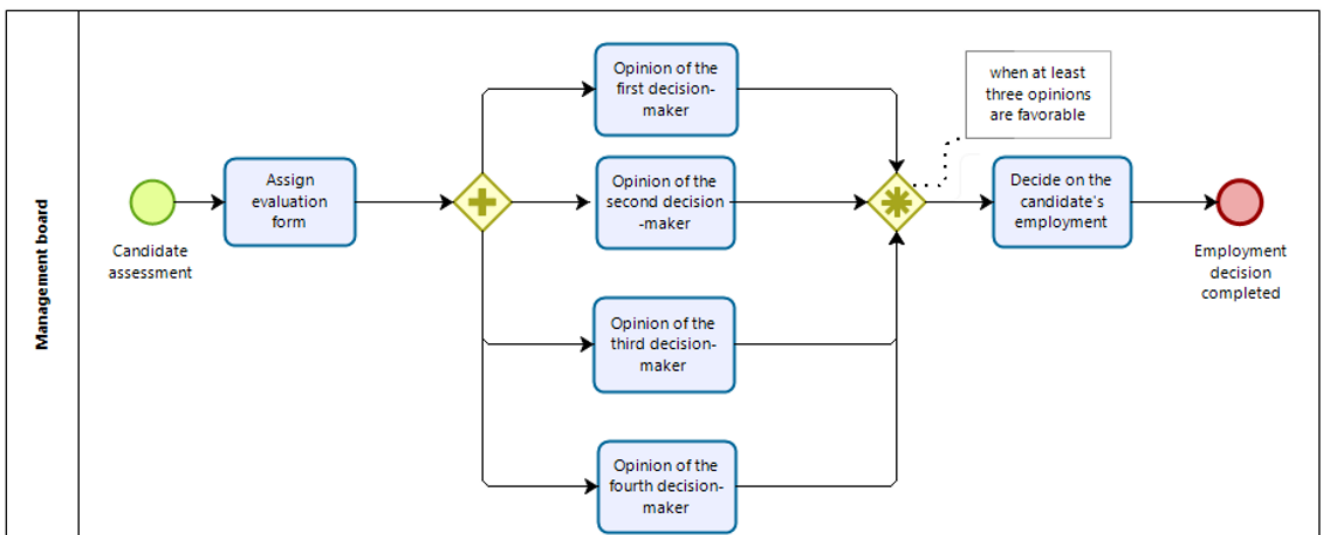 Management board
Candidate
assessment
Assign
evaluation
form
Opinion of the
first decision-
maker
Opinion of the
second decision
-maker
Opinion of the
third decision-
maker
Opinion of the
fourth decision-
maker
when at least
three opinions
are favorable
Decide on the
candidate's
employment
Employment
decision
completed